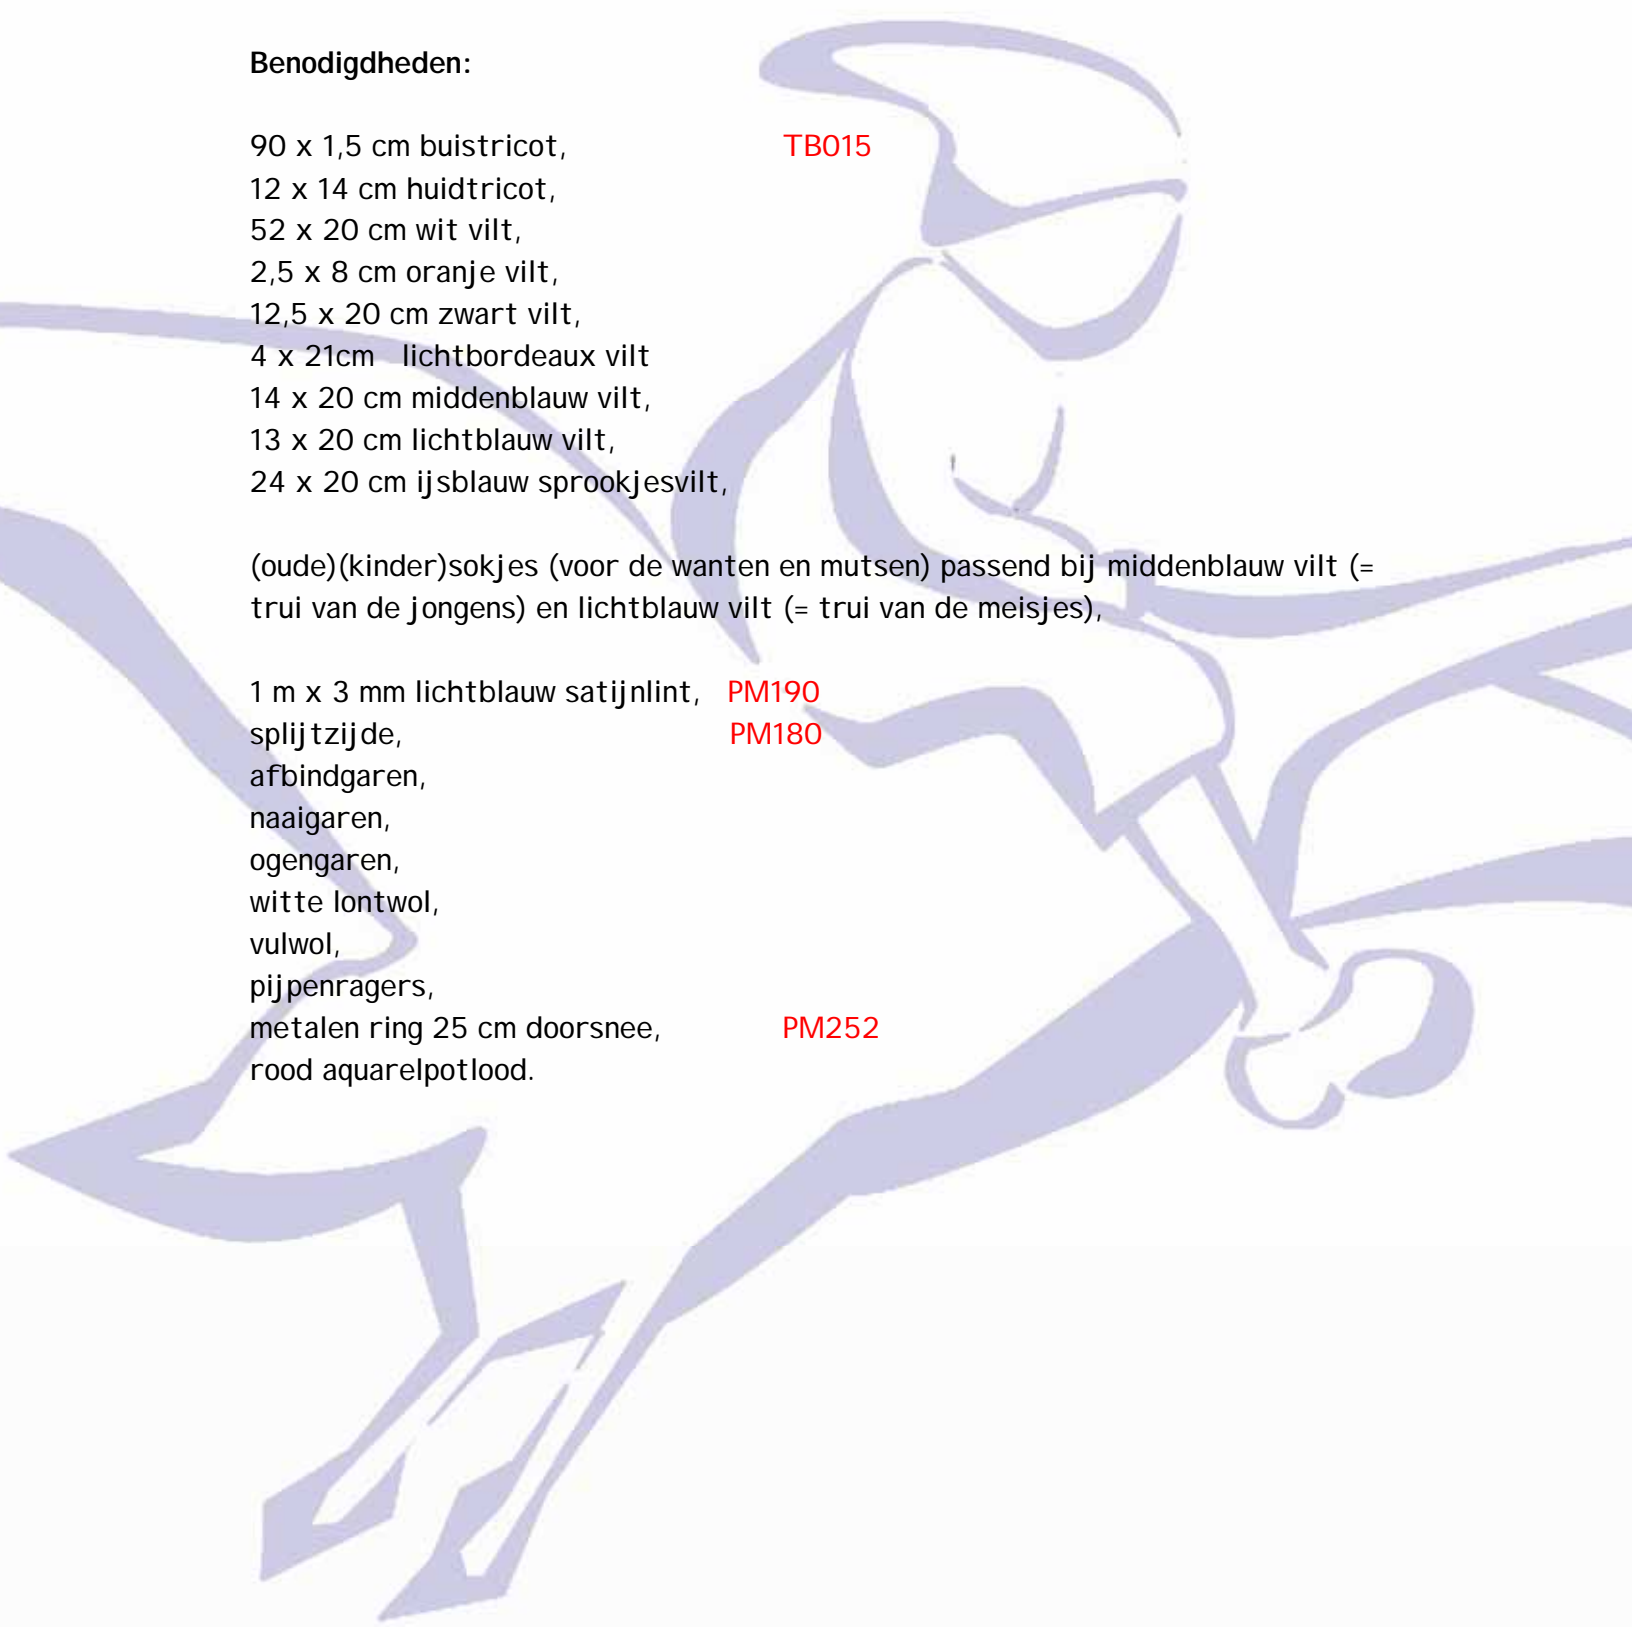 Benodigdheden:
90 x 1,5 cm buistricot, TB015
12 x 14 cm huidtricot,
52 x 20 cm wit vilt,
2,5 x 8 cm oranje vilt,
12,5 x 20 cm zwart vilt,
4 x 21cm lichtbordeaux vilt
14 x 20 cm middenblauw vilt,
13 x 20 cm lichtblauw vilt,
24 x 20 cm ijsblauw sprookjesvilt,
(oude)(kinder)sokjes (voor de wanten en mutsen) passend bij middenblauw vilt (=
trui van de jongens) en lichtblauw vilt (= trui van de meisjes),
1 m x 3 mm lichtblauw satijnlint, PM190
splijtzijde, PM180
afbindgaren,
naaigaren,
ogengaren,
witte lontwol,
vulwol,
pijpenragers,
metalen ring 25 cm doorsnee, PM252
rood aquarelpotlood.